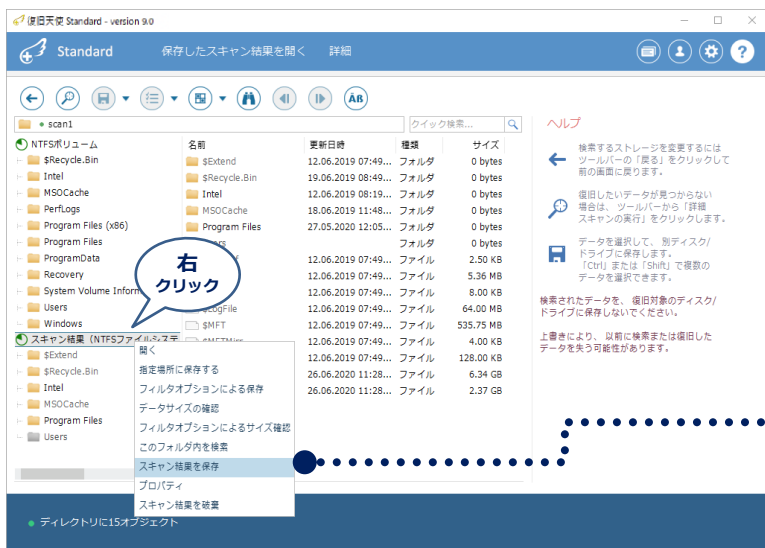 復旧天使 Standard - version 9.0
Standard 保存したスキャン結果を開く 詳細
ÄB
scan1 クイック検索...
NTFSボリューム
$Recycle.Bin
Intel
MSOCache
PerfLogs
Program Files (x86)
Program Files
ProgramData
Recovery
System Volume Inform
Users
Windows
スキャン結果（NTFSファイルシステ
$Extend
$Recycle.Bin
Intel
MSOCache
Program Files
Users
名前 更新日時 種類 サイズ
$Extend 12.06.2019 07:49... フォルダ 0 bytes
$Recycle.Bin 19.06.2019 08:49... フォルダ 0 bytes
Intel 12.06.2019 08:19... フォルダ 0 bytes
MSOCache 18.06.2019 11:48... フォルダ 0 bytes
Program Files 27.05.2020 12:05... フォルダ 0 bytes
フォルダ 0 bytes
12.06.2019 07:49... ファイル 2.50 KB
12.06.2019 07:49... ファイル 5.36 MB
12.06.2019 07:49... ファイル 8.00 KB
$LogFile 12.06.2019 07:49... ファイル 64.00 MB
$MFT 12.06.2019 07:49... ファイル 535.75 MB
$MFTMirr 12.06.2019 07:49... ファイル 4.00 KB
12.06.2019 07:49... ファイル 128.00 KB
26.06.2020 11:28... ファイル 6.34 GB
26.06.2020 11:28... ファイル 2.37 GB
右
クリック
開く
指定場所に保存する
フィルタオプションによる保存
データサイズの確認
フィルタオプションによるサイズ確認
このフォルダ内を検索
スキャン結果を保存
プロパティ
スキャン結果を破棄
ヘルプ
検索するストレージを変更するには
ツールバーの「戻る」をクリックして
前の画面に戻ります。
復旧したいデータが見つからない
場合は、 ツールバーから「詳細
スキャンの実行」をクリックします。
データを選択して、 別ディスク/
ドライブに保存します。
「Ctrl」または「Shift」で複数の
データを選択できます。
検索されたデータを、 復旧対象のディスク/
ドライブに保存しないでください。
上書きにより、 以前に検索または復旧した
データを失う可能性があります。
ディレクトリに15オブジェクト